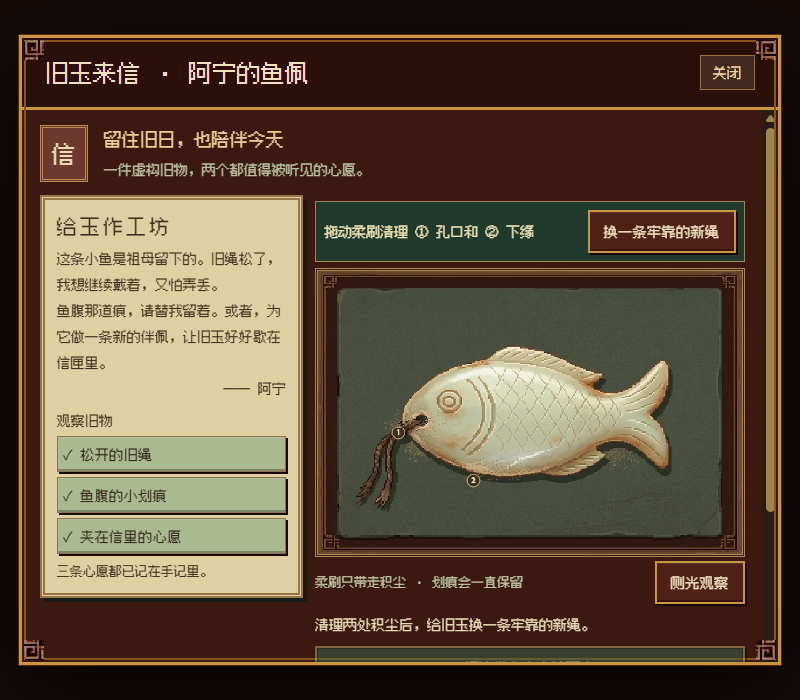 旧玉来信 · 阿宁的鱼佩
关闭
信
留住旧日，也陪伴今天
一件虚构旧物，两个都值得被听见的心愿。
给玉作工坊
这条小鱼是祖母留下的。旧绳松了，
我想继续戴着，又怕弄丢。
鱼腹那道痕，请替我留着。或者，为
它做一条新的伴佩，让旧玉好好歇在
信匣里。
—— 阿宁
观察旧物
✓ 松开的旧绳
✓ 鱼腹的小划痕
✓ 夹在信里的心愿
三条心愿都已记在手记里。
拖动柔刷清理 ① 孔口和 ② 下缘
换一条牢靠的新绳
1
2
柔刷只带走积尘 · 划痕会一直保留
侧光观察
清理两处积尘后，给旧玉换一条牢靠的新绳。